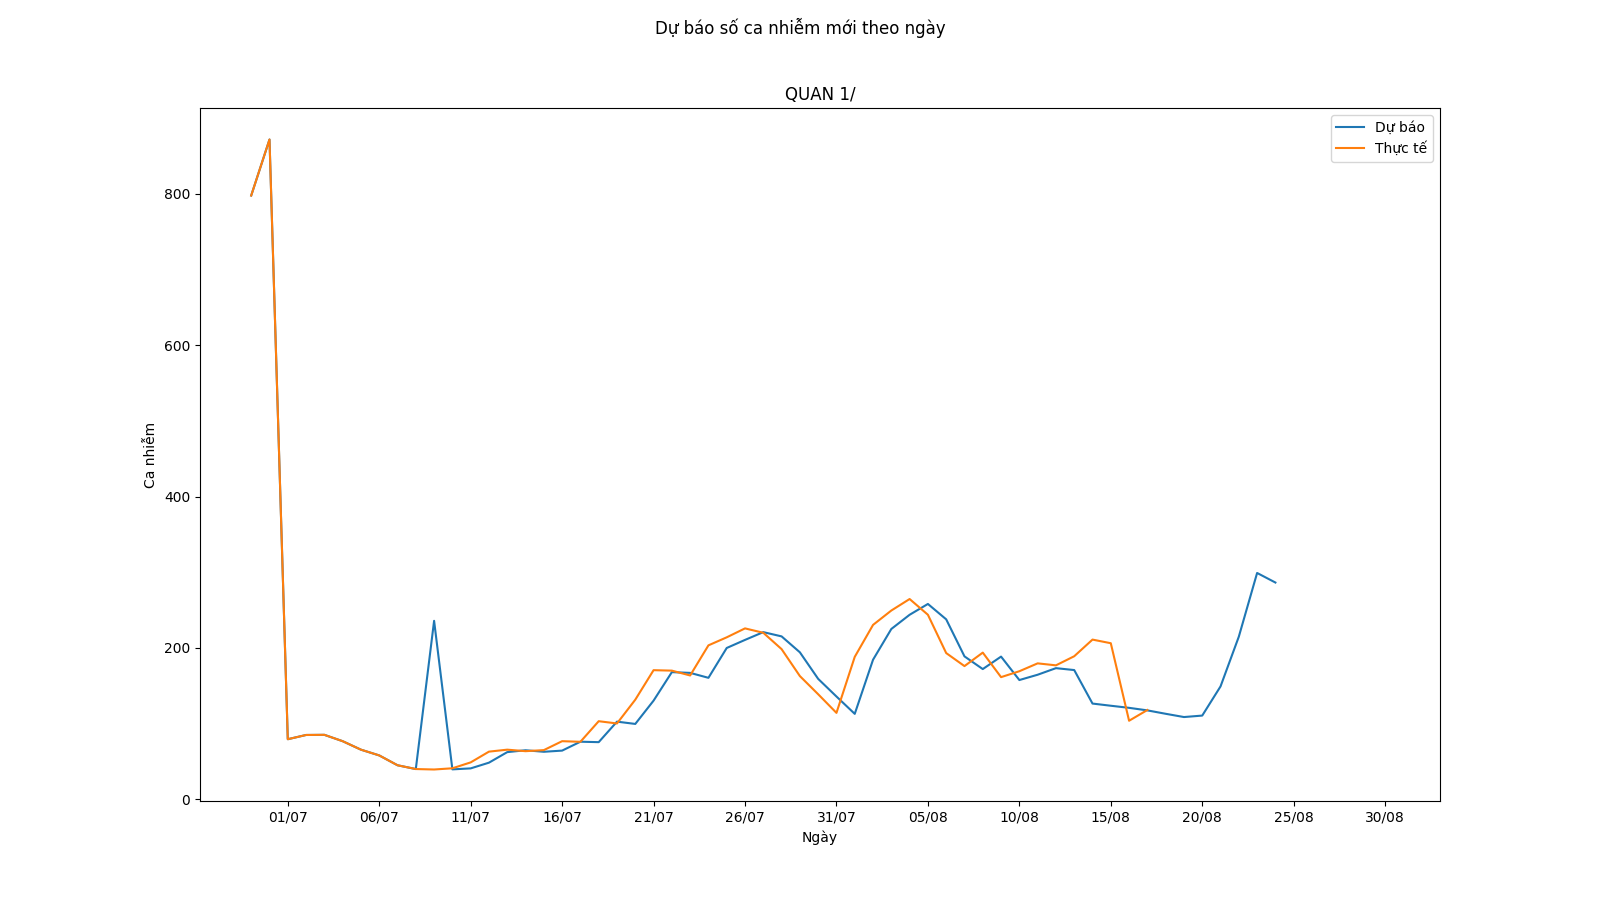 Dự báo số ca nhiễm mới theo ngày
QUAN 1/
Dự báo
Thực tế
800
600
400
200
0
Ca nhiễm
01/07 06/07 11/07 16/07 21/07 26/07 31/07 05/08 10/08 15/08 20/08 25/08 30/08
Ngày